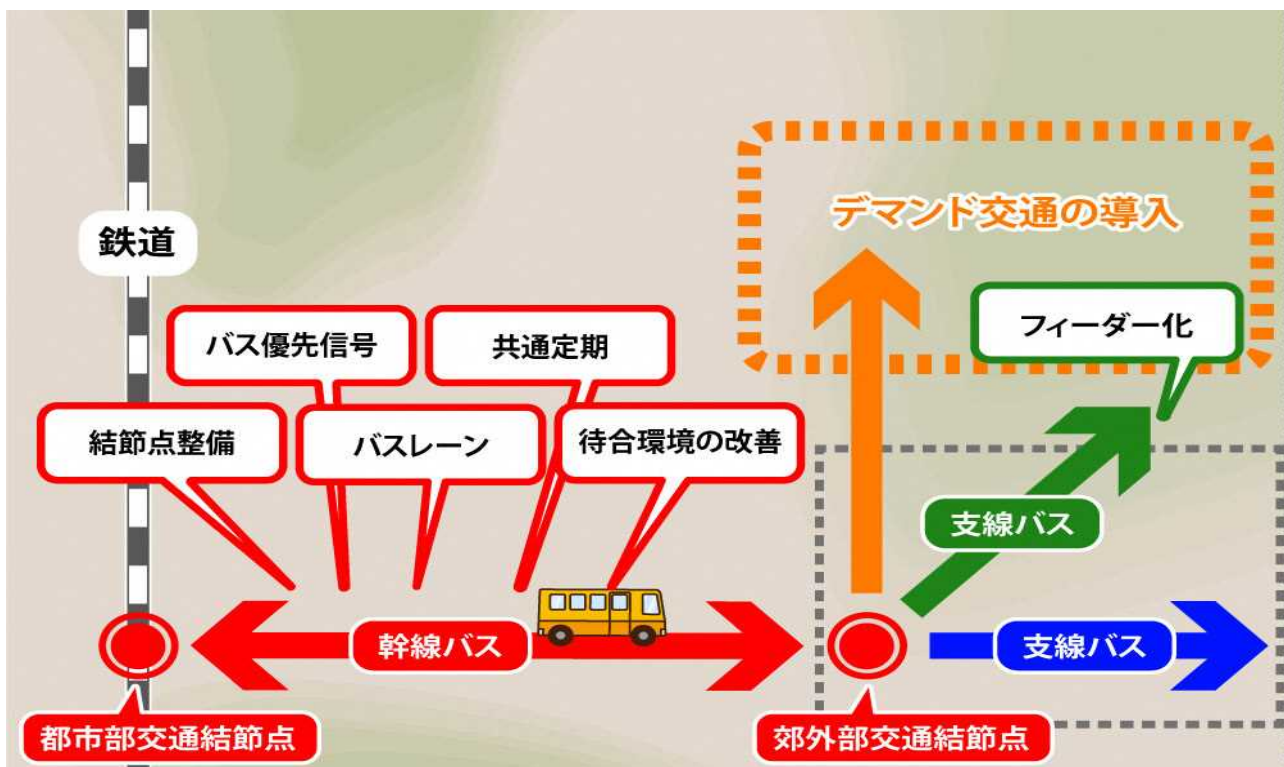 デマンド交通の導入
鉄道
フィーダー化
バス優先信号
共通定期
結節点整備
バスレーン
待合環境の改善
支線バス
幹線バス
支線バス
都市部交通結節点
郊外部交通結節点